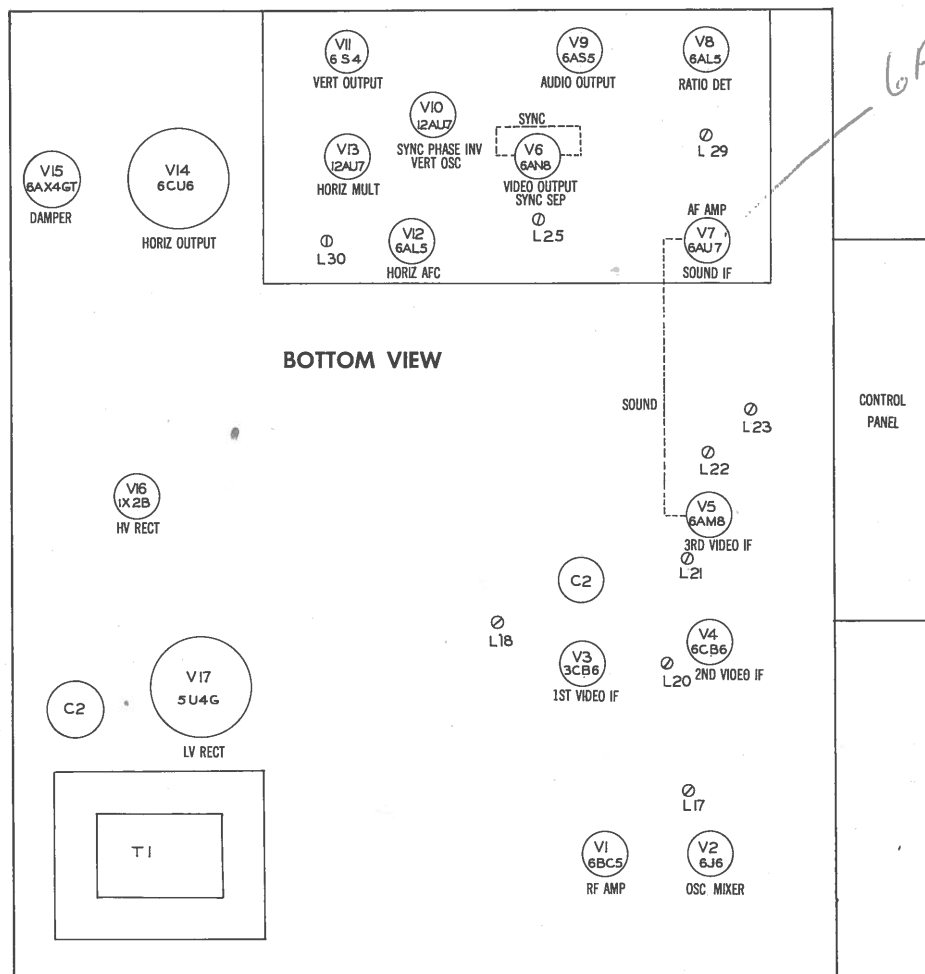 V11
6S4
VERT OUTPUT
V9
6AS5
AUDIO OUTPUT
V8
6AL5
RATIO DET
V10
12AU7
SYNC PHASE INV
VERT OSC
SYNC
V6
6AN8
VIDEO OUTPUT
SYNC SEP
L29
V13
12AU7
HORIZ MULT
V15
6AX4GT
DAMPER
V14
6CU6
HORIZ OUTPUT
L30
V12
6AL5
HORIZ AFC
L25
AF AMP
V7
6AU7
SOUND IF
BOTTOM VIEW
SOUND
L23
CONTROL
PANEL
L22
V16
1X2B
HV RECT
V5
6AM8
3RD VIDEO IF
L21
C2
L18
V3
3CB6
1ST VIDEO IF
L20
V4
6CB6
2ND VIDEO IF
C2
V17
5U4G
LV RECT
L17
T1
V1
6BC5
RF AMP
V2
6J6
OSC MIXER